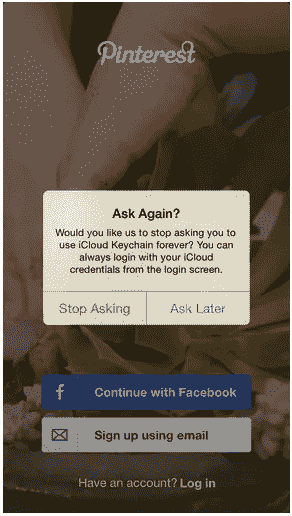 Pinterest
Ask Again?
Would you like us to stop asking you to
use iCloud Keychain forever? You can
always login with your iCloud
credentials from the login screen.
Stop Asking
Ask Later
f
Continue with Facebook
Sign up using email
Have an account? Log in